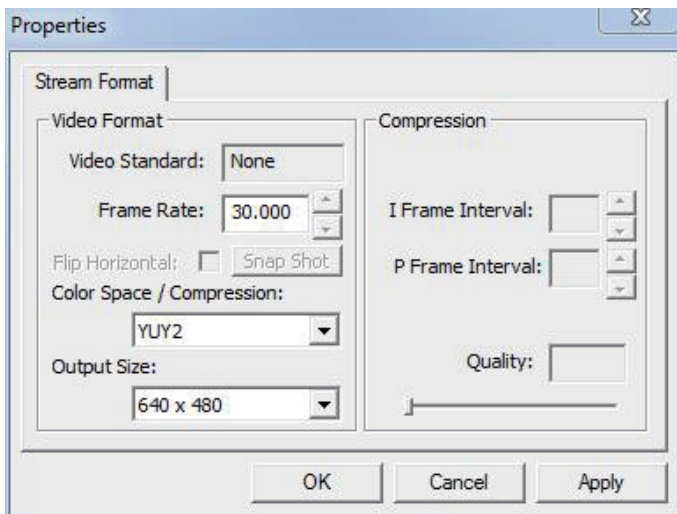 Properties
Stream Format
Video Format
Video Standard: None
Frame Rate: 30.000
Flip Horizontal: Snap Shot
Color Space / Compression:
YUY2
Output Size:
640 x 480
Compression
I Frame Interval:
P Frame Interval:
Quality:
OK Cancel Apply